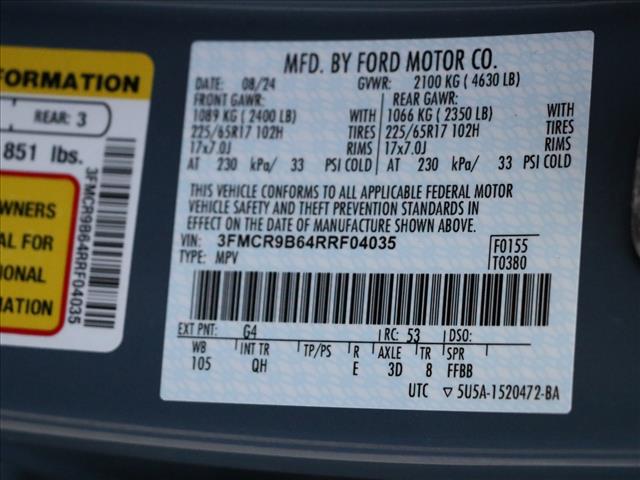 FORMATION
REAR: 3
851 lbs.
WNERS
AL FOR
IONAL
MATION
3FMCR9B64RRF04035
MFD. BY FORD MOTOR CO.
DATE: 08/24 GVWR: 2100 KG ( 4630 LB)
FRONT GAWR: REAR GAWR:
1089 KG ( 2400 LB) WITH 1066 KG ( 2350 LB) WITH
225/65R17 102H TIRES 225/65R17 102H TIRES
17x7.0J RIMS 17x7.0J RIMS
AT 230 kPa/ 33 PSI COLD AT 230 kPa/ 33 PSI COLD
THIS VEHICLE CONFORMS TO ALL APPLICABLE FEDERAL MOTOR
VEHICLE SAFETY AND THEFT PREVENTION STANDARDS IN
EFFECT ON THE DATE OF MANUFACTURE SHOWN ABOVE.
VIN: 3FMCR9B64RRF04035 F0155
TYPE: MPV T0380
EXT PNT: G4 RC: 53 DSO:
WB INT TR TP/PS R AXLE TR SPR
105 QH E 3D 8 FFBB
UTC ▽ 5U5A-1520472-BA